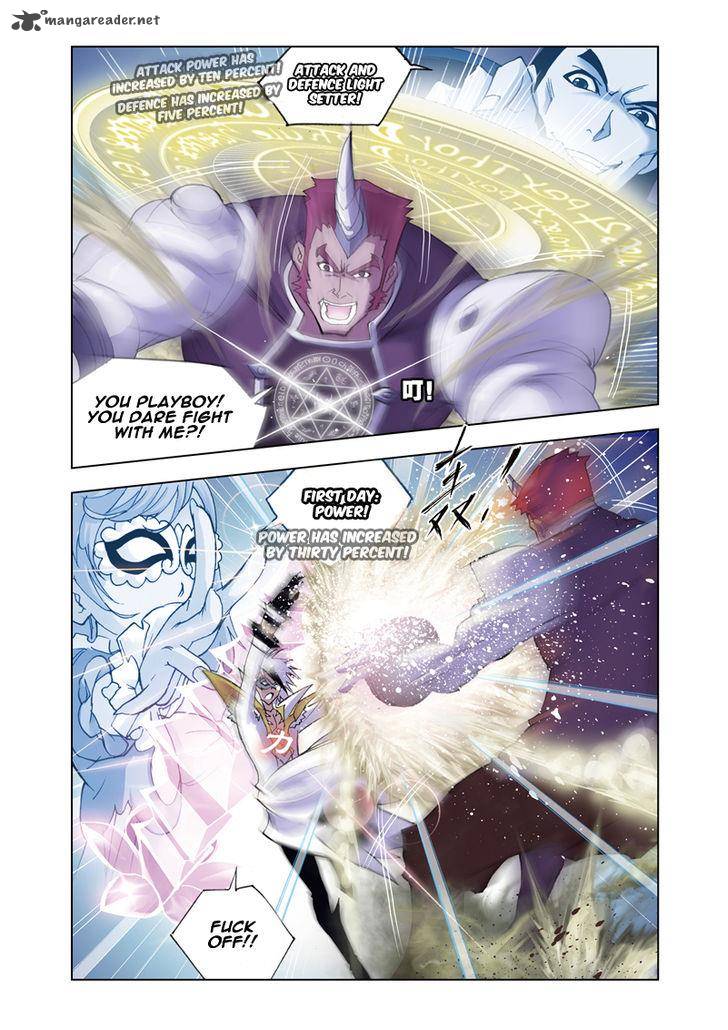 mangareader.net
ATTACK POWER HAS
INCREASED BY TEN PERCENT!
DEFENCE HAS INCREASED BY
FIVE PERCENT!
ATTACK AND
DEFENCE LIGHT
SETTER!
YOU PLAYBOY!
YOU DARE FIGHT
WITH ME?!
叮!
FIRST DAY:
POWER!
POWER HAS INCREASED
BY THIRTY PERCENT!
力
FUCK
OFF!!